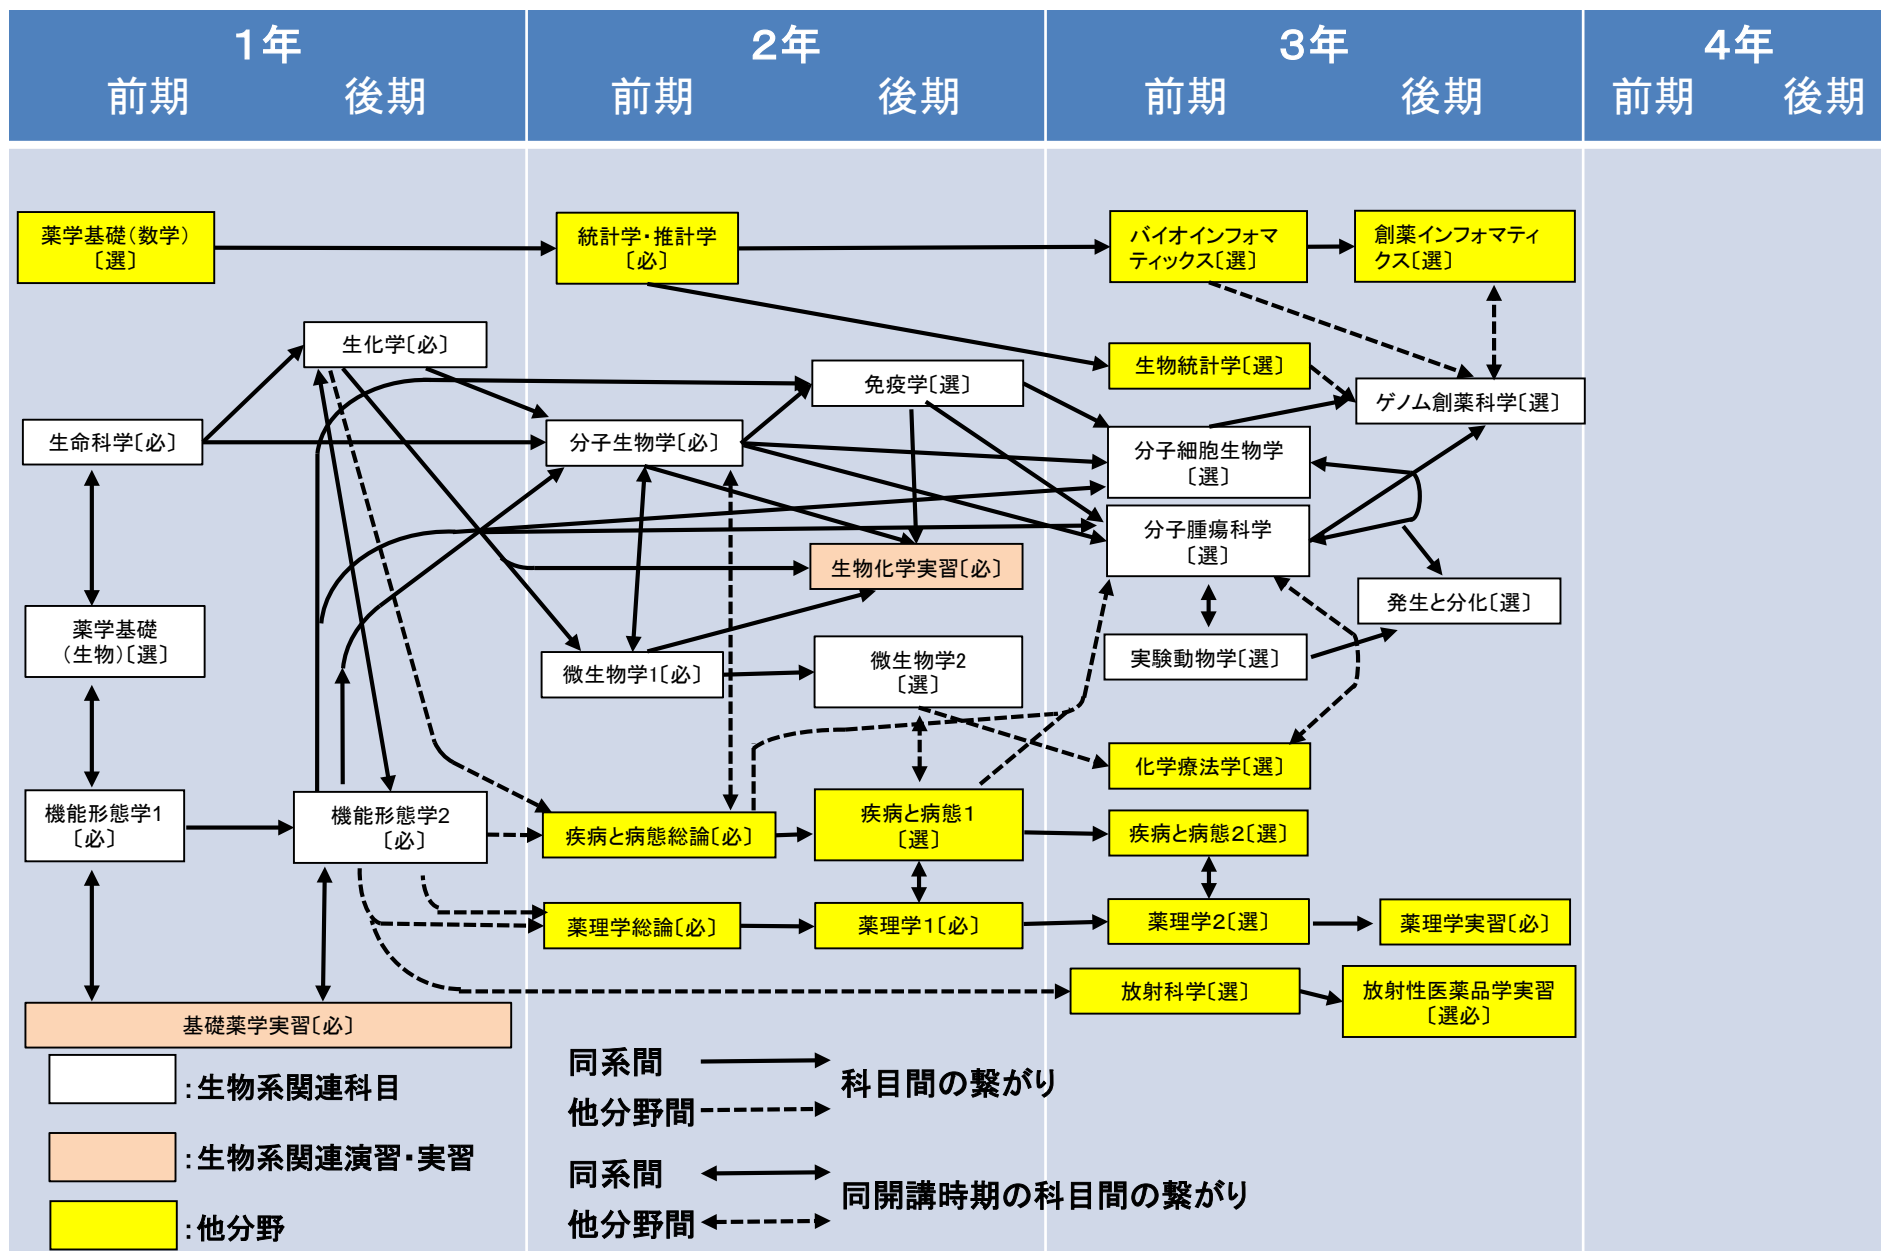 1年
2年
3年
4年
前期
後期
前期
後期
前期
後期
前期
後期
薬学基礎(数学)
〔選〕
統計学・推計学
〔必〕
バイオインフォマ
ティックス〔選〕
創薬インフォマティ
クス〔選〕
生化学〔必〕
生物統計学〔選〕
免疫学〔選〕
ゲノム創薬科学〔選〕
生命科学〔必〕
分子生物学〔必〕
分子細胞生物学
〔選〕
分子腫瘍科学
〔選〕
生物化学実習〔必〕
発生と分化〔選〕
薬学基礎
(生物)〔選〕
微生物学1〔必〕
微生物学2
〔選〕
実験動物学〔選〕
化学療法学〔選〕
機能形態学1
〔必〕
機能形態学2
〔必〕
疾病と病態総論〔必〕
疾病と病態1
〔選〕
疾病と病態2〔選〕
薬理学総論〔必〕
薬理学1〔必〕
薬理学2〔選〕
薬理学実習〔必〕
放射科学〔選〕
放射性医薬品学実習
〔選必〕
基礎薬学実習〔必〕
:生物系関連科目
:生物系関連演習・実習
:他分野
同系間
他分野間
科目間の繋がり
同系間
他分野間
同開講時期の科目間の繋がり